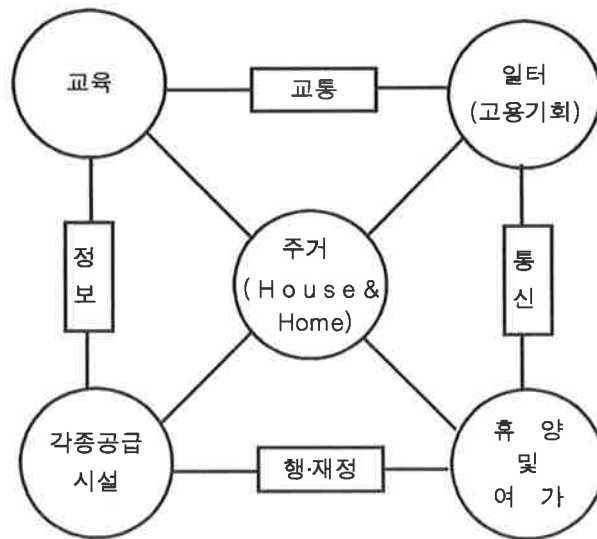 교육
교통
일터
(고용기회)
정
보
주거
(House&
Home)
통
신
각종공급
시설
행·재정
휴 양
및
여 가